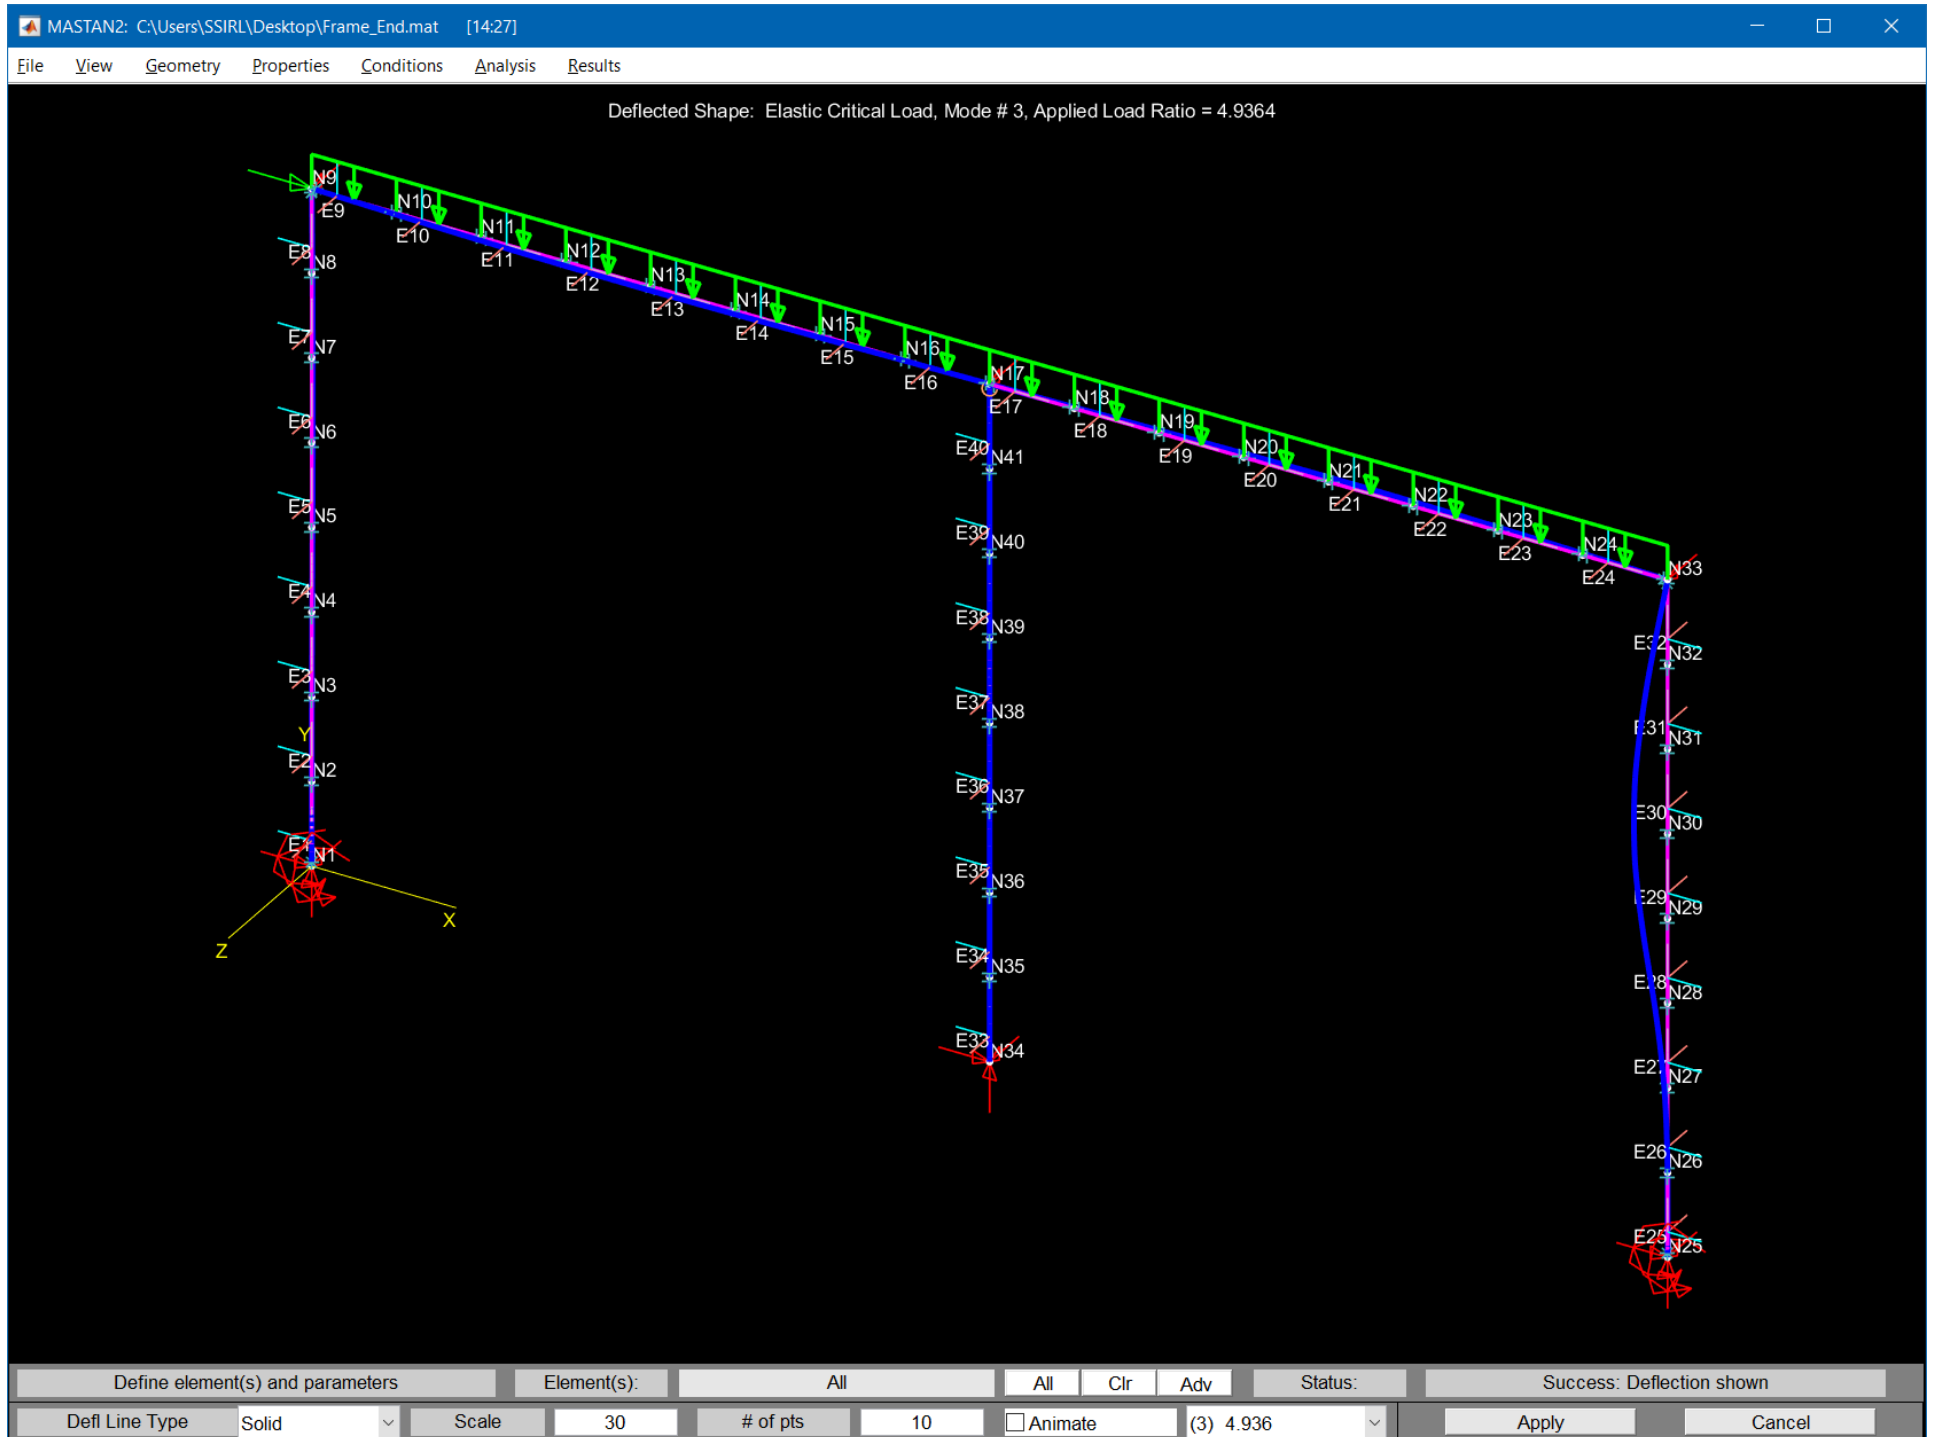 MASTAN2: C:\Users\SSIRL\Desktop\Frame_End.mat [14:27]
File View Geometry Properties Conditions Analysis Results
Deflected Shape: Elastic Critical Load, Mode # 3, Applied Load Ratio = 4.9364
N9
E9
N10
E10
N11
E11
N12
E12
N13
E13
N14
E14
N15
E15
N16
E16
N17
E17
N18
E18
N19
E19
N20
E20
N21
E21
N22
E22
N23
E23
N24
E24
N33
E8 N8
E7 N7
E6 N6
E5 N5
E4 N4
E3 N3
Y
E2 N2
E1 N1
X
Z
E40 N41
E39 N40
E38 N39
E37 N38
E36 N37
E35 N36
E34 N35
E33 N34
E32 N32
E31 N31
E30 N30
E29 N29
E28 N28
E27 N27
E26 N26
E25 N25
Define element(s) and parameters Element(s): All All Clr Adv Status: Success: Deflection shown
Defl Line Type Solid Scale 30 # of pts 10 Animate (3) 4.936 Apply Cancel